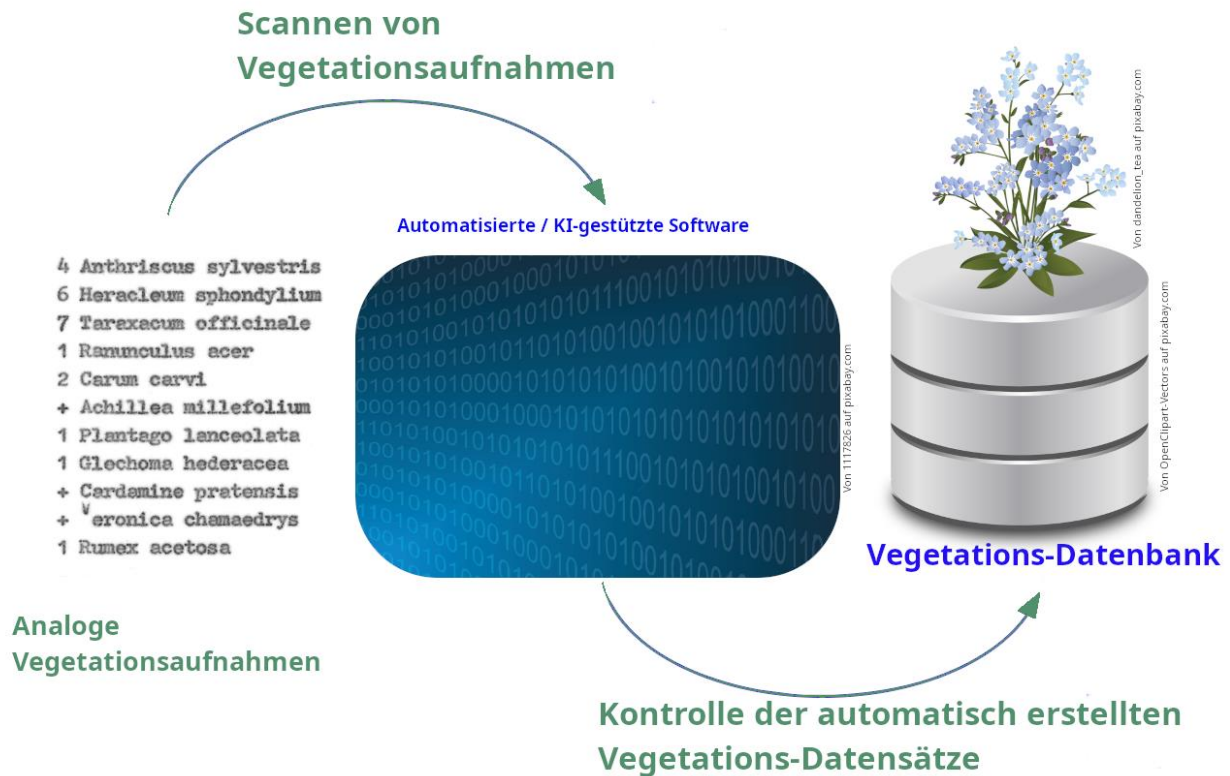 Scannen von
Vegetationsaufnahmen
Automatisierte / KI-gestützte Software
4 Anthriscus sylvestris
6 Heracleum sphondylium
7 Taraxacum officinale
1 Ranunculus acer
2 Carum carvi
+ Achillea millefolium
1 Plantago lanceolata
1 Glechoma hederacea
+ Cardamine pratensis
+ Veronica chamaedrys
1 Rumex acetosa
Analoge
Vegetationsaufnahmen
Von 1117826 auf pixabay.com
Von dandelion_tea auf pixabay.com
Von OpenClipart-Vectors auf pixabay.com
Vegetations-Datenbank
Kontrolle der automatisch erstellten
Vegetations-Datensätze